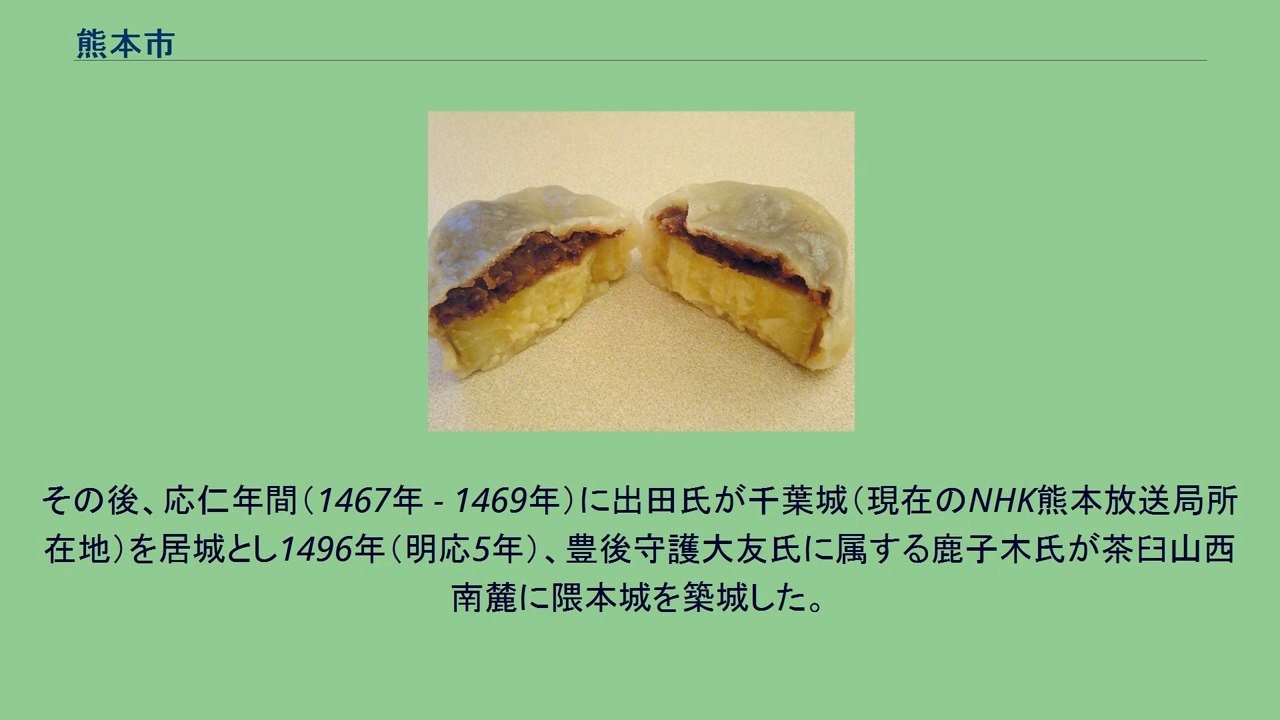 熊本市
その後、応仁年間（1467年 - 1469年）に出田氏が千葉城（現在のNHK熊本放送局所
在地）を居城とし1496年（明応5年）、豊後守護大友氏に属する鹿子木氏が茶臼山西
南麓に隈本城を築城した。